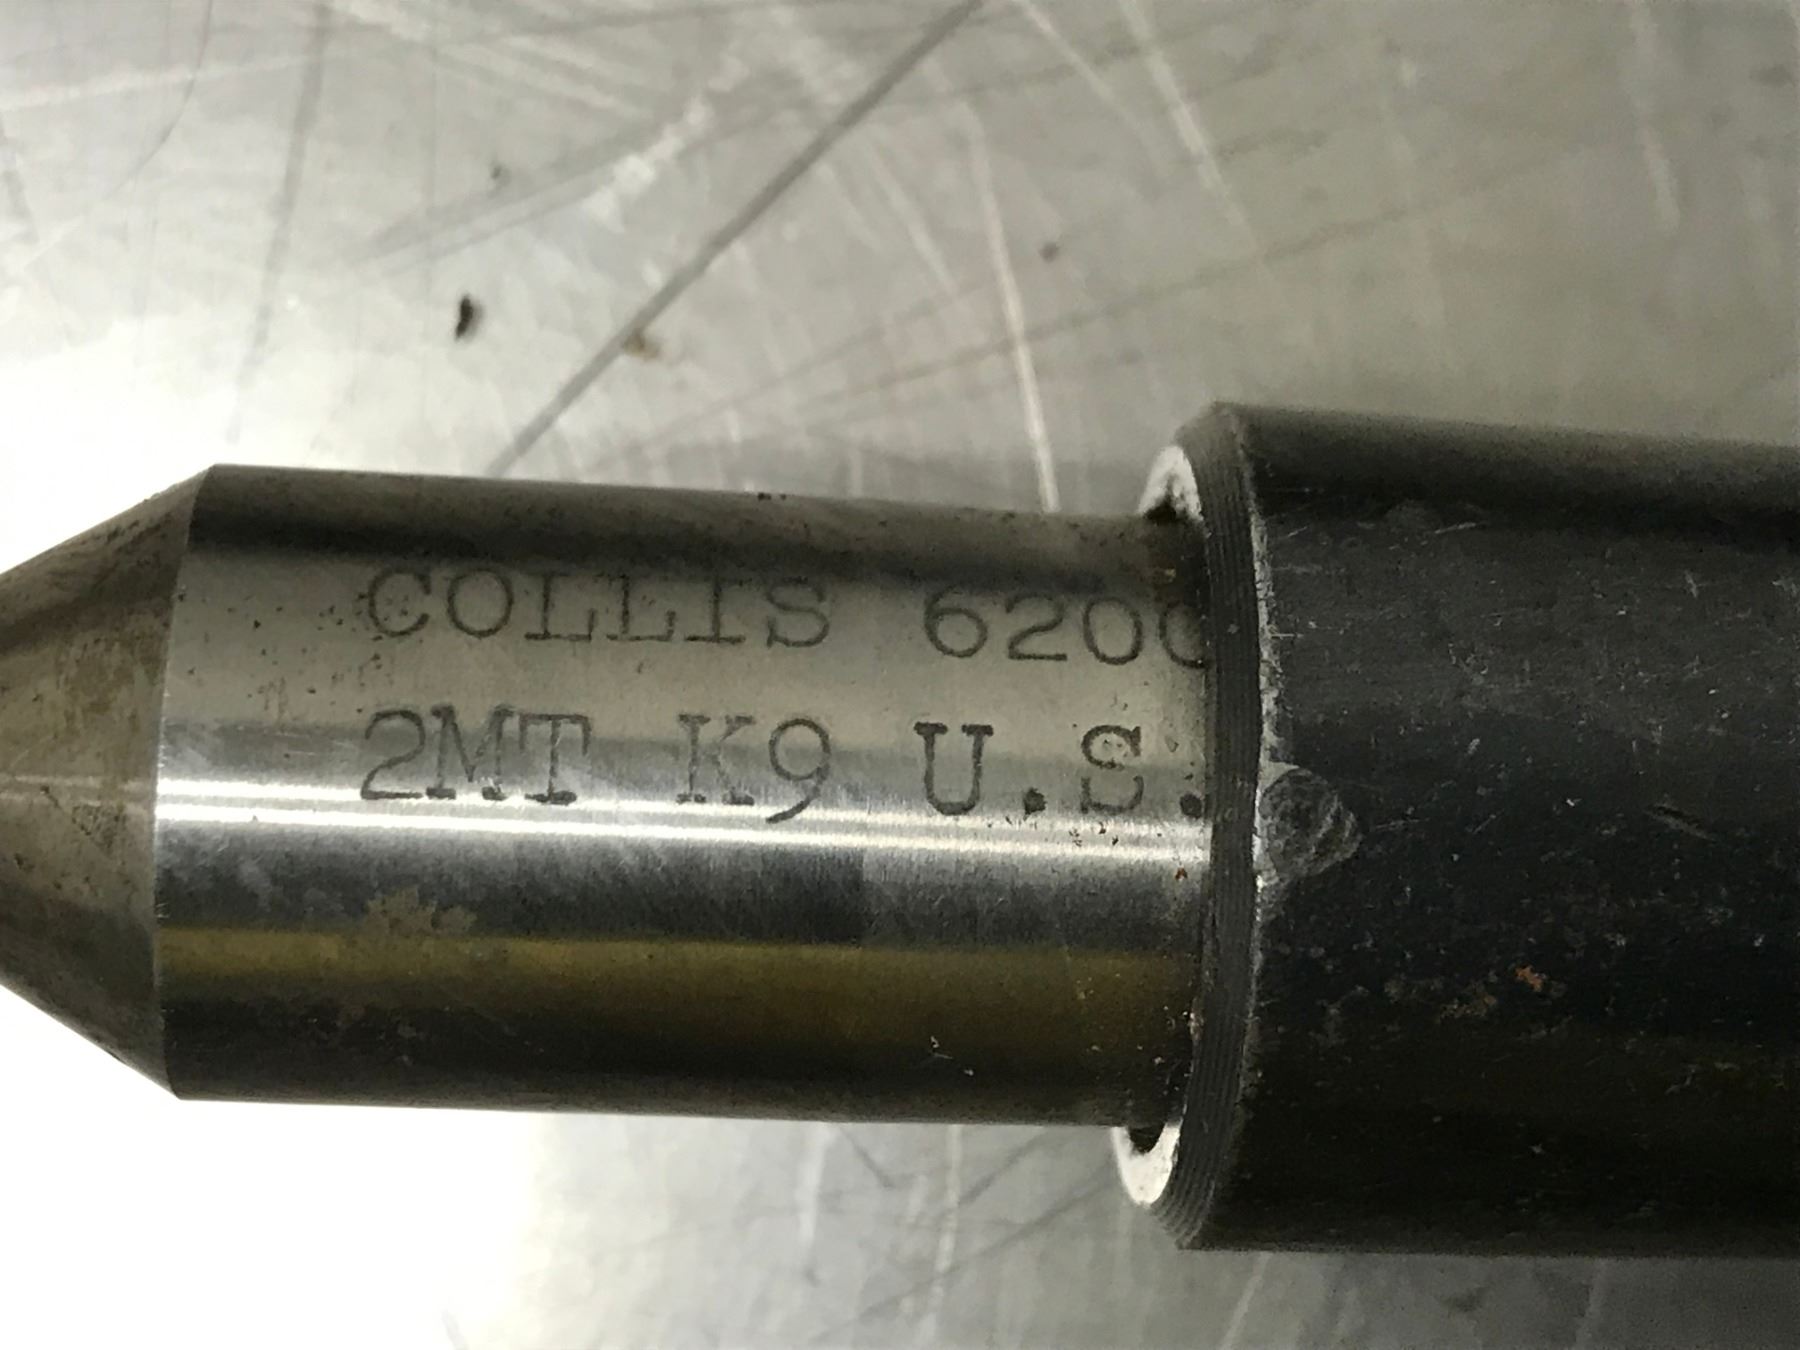 COLLIS 6200
2MT K9 U.S.